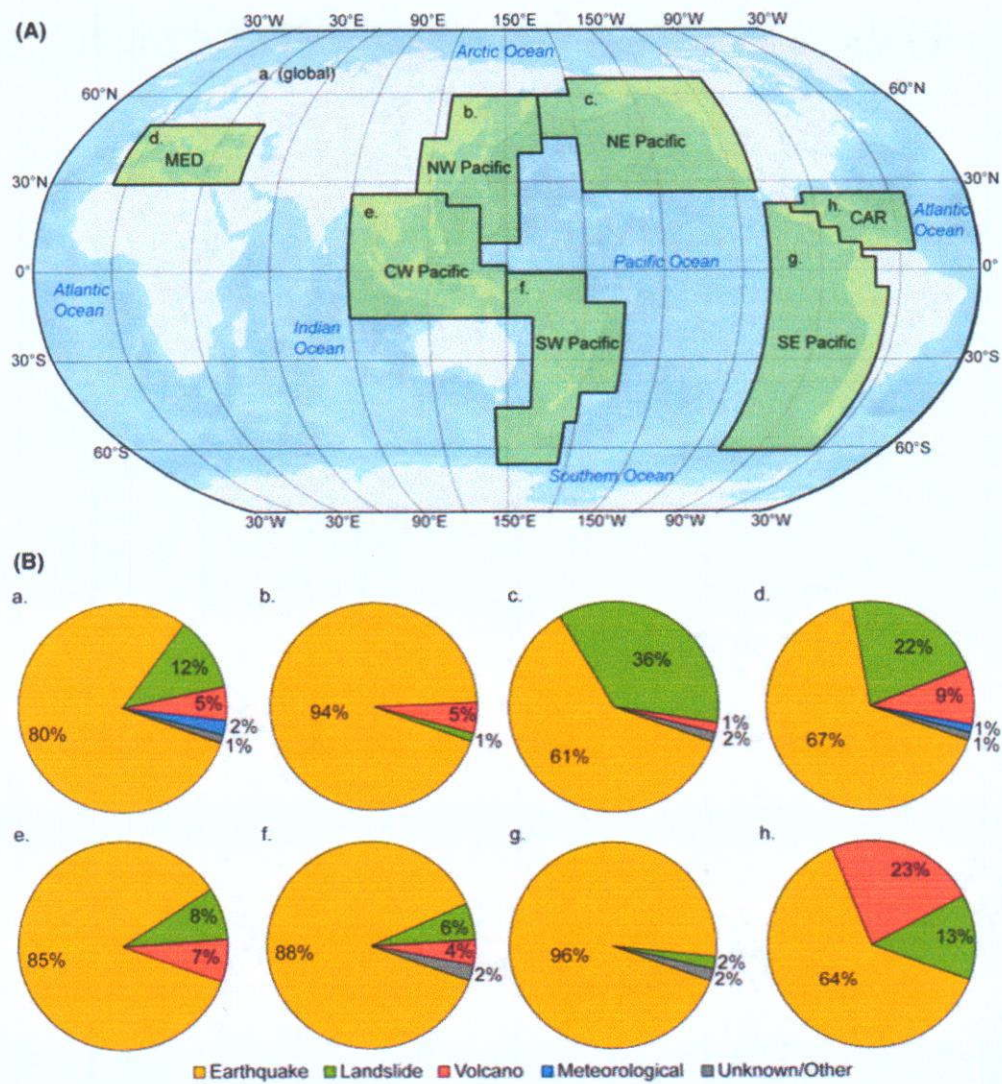 (A)
30°W 30°E 90°E 150°E 150°W 90°W 30°W
Arctic Ocean
a. (global)
60°N 60°N
b. c.
d.
MED NW Pacific NE Pacific
30°N 30°N
e. h.
CAR Atlantic Ocean
g.
0° CW Pacific Pacific Ocean 0°
f.
Atlantic Ocean
Indian Ocean
SW Pacific SE Pacific
30°S 30°S
60°S 60°S
Southern Ocean
30°W 30°E 90°E 150°E 150°W 90°W 30°W
(B)
a. b. c. d.
12% 5% 2% 1% 80%
94% 5% 1%
36% 1% 2% 61%
22% 9% 1% 1% 67%
e. f. g. h.
8% 7% 85%
6% 4% 2% 88%
96% 2% 2%
23% 13% 64%
Earthquake Landslide Volcano Meteorological Unknown/Other